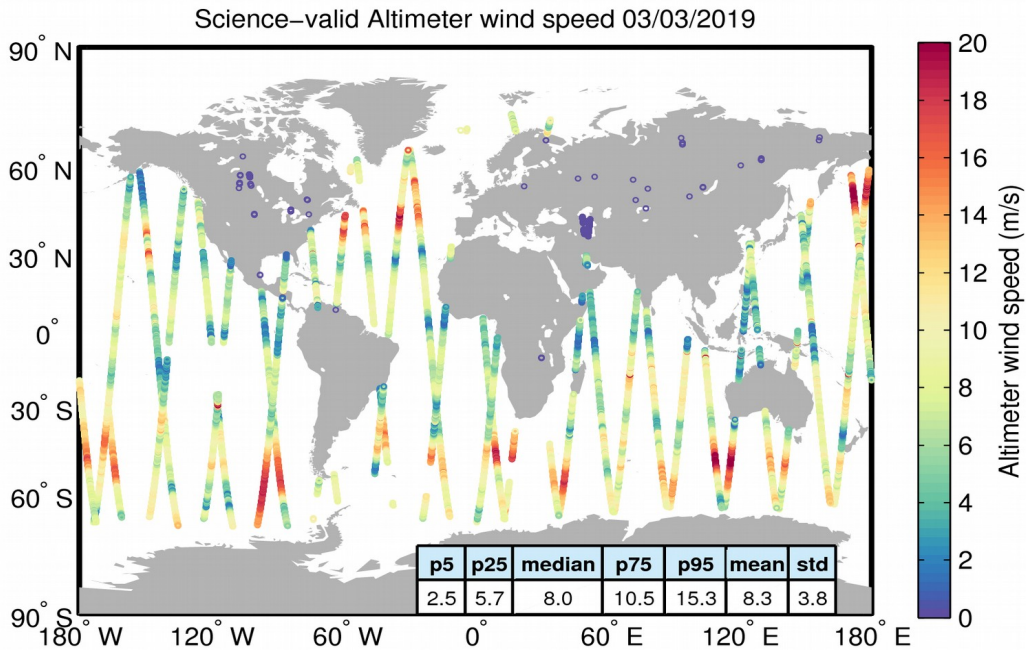 Science–valid Altimeter wind speed 03/03/2019
90° N
60° N
30° N
0°
30° S
60° S
90° S
180° W
120° W
60° W
0°
60° E
120° E
180° E
p5 p25 median p75 p95 mean std
2.5 5.7 8.0 10.5 15.3 8.3 3.8
20
18
16
14
12
10
8
6
4
2
0
Altimeter wind speed (m/s)